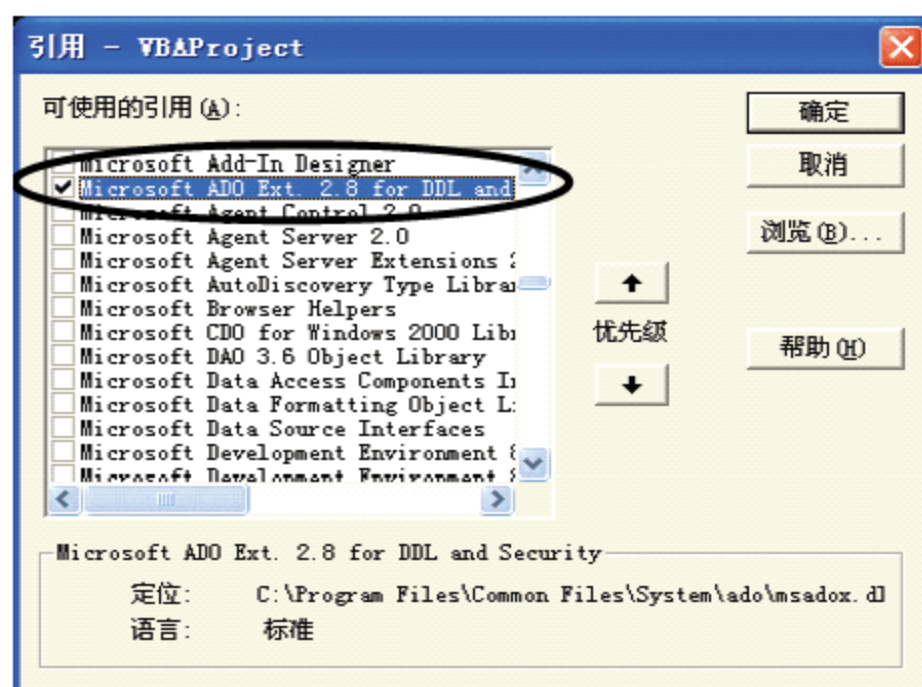 引用 - VBAProject
可使用的引用(A):
确定
Microsoft Add-In Designer
取消
Microsoft ADO Ext. 2.8 for DDL and
Microsoft Agent Control 2.0
Microsoft Agent Server 2.0
浏览(B)...
Microsoft Agent Server Extensions
Microsoft AutoDiscovery Type
Microsoft Browser Helpers
Microsoft CDO for Windows 2000
优先级
Microsoft DAO 3.6 Object Library
帮助(H)
Microsoft Data Access Components
Microsoft Data Formatting Object
Microsoft Data Source Interfaces
Microsoft Development Environment
Microsoft Development Environment
Microsoft ADO Ext. 2.8 for DDL and Security
定位: C:\Program Files\Common Files\System\ado\msadox.dl
语言: 标准